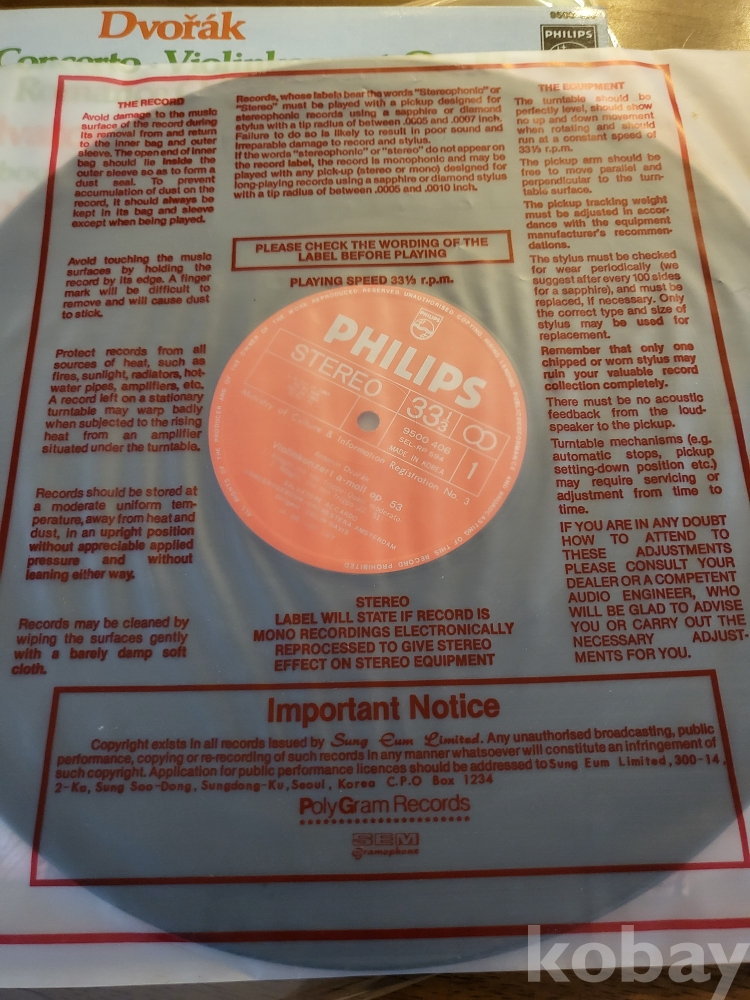 Dvořák
PHILIPS
THE RECORD
Avoid damage to the music
surface of the record during
its removal from and return
to the inner bag and outer
sleeve. The open end of inner
bag should lie inside the
outer sleeve so as to form a
dust seal. To prevent
accumulation of dust on the
record, it should always be
kept in its bag and sleeve
except when being played.
Avoid touching the music
surfaces by holding the
record by its edge. A finger
mark will be difficult to
remove and will cause dust
to stick.
Protect records from all
sources of heat, such as
fires, sunlight, radiators, hot-
water pipes, amplifiers, etc.
A record left on a stationary
turntable may warp badly
when subjected to the rising
heat from an amplifier
situated under the turntable.
Records should be stored at
a moderate uniform tem-
perature, away from heat and
dust, in an upright position
without appreciable applied
pressure and without
leaning either way.
Records may be cleaned by
wiping the surfaces gently
with a barely damp soft
cloth.
Records, whose labels bear the words "Stereophonic" or
"Stereo" must be played with a pickup designed for
stereophonic records using a sapphire or diamond
stylus with a tip radius of between .0005 and .0007 inch.
Failure to do so is likely to result in poor sound and
irreparable damage to record and stylus.
If the words "stereophonic" or "stereo" do not appear on
the record label, the record is monophonic and may be
played with any pick-up (stereo or mono) designed for
long-playing records using a sapphire or diamond stylus
with a tip radius of between .0005 and .0010 inch.
PLEASE CHECK THE WORDING OF THE
LABEL BEFORE PLAYING
PLAYING SPEED 33⅓ r.p.m.
PHILIPS
PHILIPS
STEREO
33⅓
9500 406
MADE IN KOREA
1
Ministry of Culture & Information Registration No. 3
e-moll op. 53
AMSTERDAM
STEREO
LABEL WILL STATE IF RECORD IS
MONO RECORDINGS ELECTRONICALLY
REPROCESSED TO GIVE STEREO
EFFECT ON STEREO EQUIPMENT
THE EQUIPMENT
The turntable should be
perfectly level, should show
no up and down movement
when rotating and should
run at a constant speed of
33⅓ r.p.m.
The pickup arm should be
free to move parallel and
perpendicular to the turn-
table surface.
The pickup tracking weight
must be adjusted in accor-
dance with the equipment
manufacturer's recommen-
dations.
The stylus must be checked
for wear periodically (we
suggest after every 100 sides
for a sapphire), and must be
replaced, if necessary. Only
the correct type and size of
stylus may be used for
replacement.
Remember that only one
chipped or worn stylus may
ruin your valuable record
collection completely.
There must be no acoustic
feedback from the loud-
speaker to the pickup.
Turntable mechanisms (e.g.
automatic stops, pickup
setting-down position etc.)
may require servicing or
adjustment from time to
time.
IF YOU ARE IN ANY DOUBT
HOW TO ATTEND TO
THESE ADJUSTMENTS
PLEASE CONSULT YOUR
DEALER OR A COMPETENT
AUDIO ENGINEER, WHO
WILL BE GLAD TO ADVISE
YOU OR CARRY OUT THE
NECESSARY ADJUST-
MENTS FOR YOU.
Important Notice
Copyright exists in all records issued by Sung Eum Limited. Any unauthorised broadcasting, public
performance, copying or re-recording of such records in any manner whatsoever will constitute an infringement of
such copyright. Application for public performance licences should be addressed to Sung Eum Limited, 300-14,
2-Ka, Sung Soo-Dong, Sungdong-Ku, Seoul, Korea C.P.O Box 1234
PolyGram Records
SEM
Gramophone
kobay